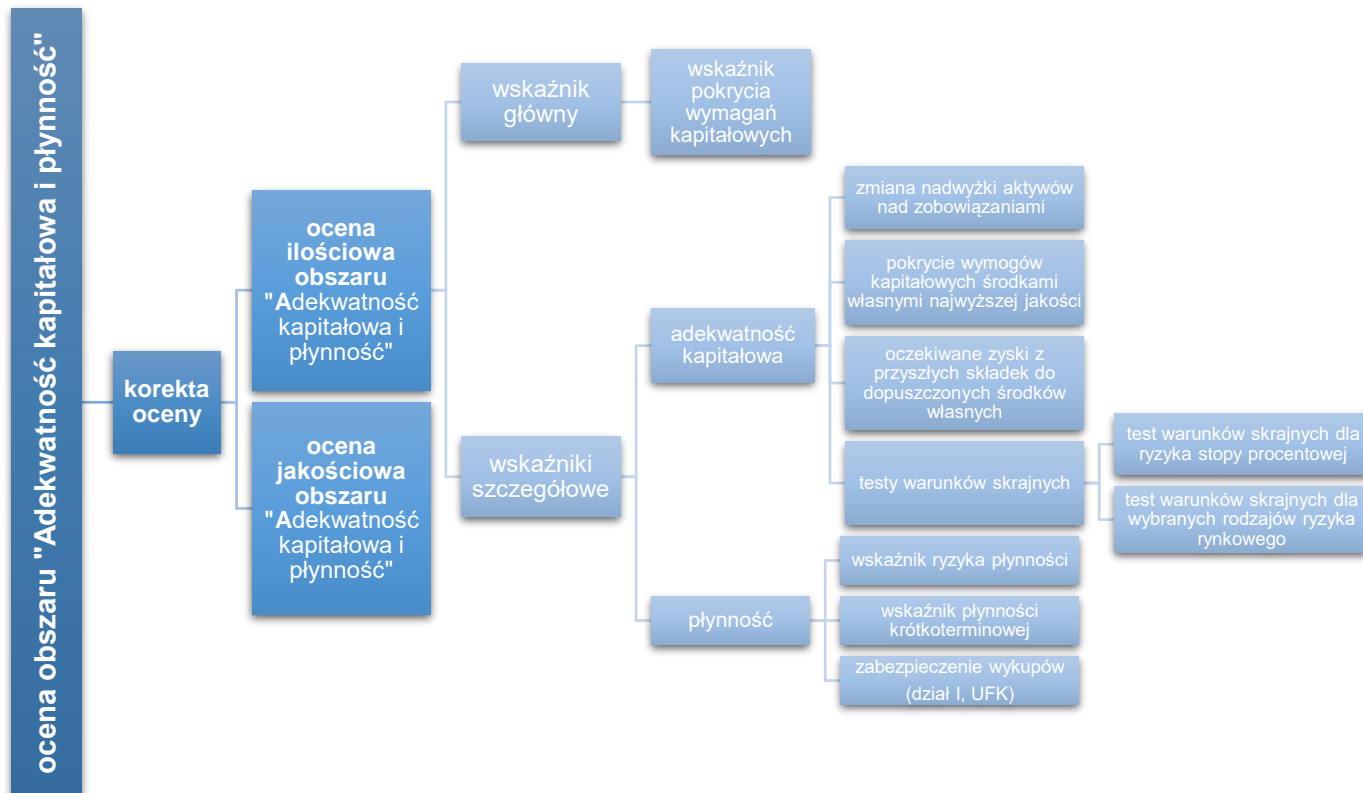 ocena obszaru "Adekwatność kapitałowa i płynność"
korekta
oceny
ocena
ilościowa
obszaru
"Adekwatność
kapitałowa i
płynność"
ocena
jakościowa
obszaru
"Adekwatność
kapitałowa i
płynność"
wskaźnik
główny
wskaźnik
pokrycia
wymagań
kapitałowych
wskaźniki
szczegółowe
adekwatność
kapitałowa
zmiana nadwyżki aktywów
nad zobowiązaniami
pokrycie wymogów
kapitałowych środkami
własnymi najwyższej jakości
oczekiwane zyski z
przyszłych składek do
dopuszczonych środków
własnych
testy warunków skrajnych
test warunków skrajnych dla
ryzyka stopy procentowej
test warunków skrajnych dla
wybranych rodzajów ryzyka
rynkowego
płynność
wskaźnik ryzyka płynności
wskaźnik płynności
krótkoterminowej
zabezpieczenie wykupów
(dział I, UFK)